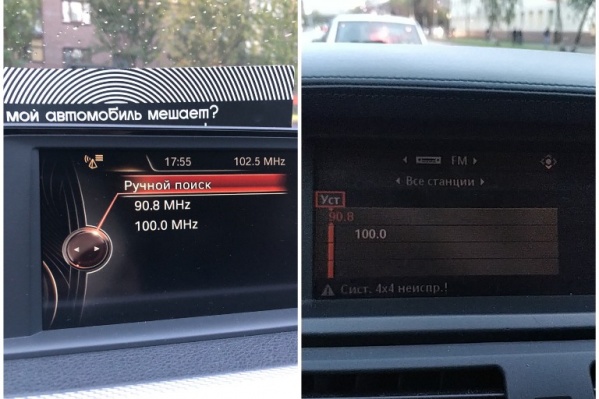 мой автомобиль мешает?
17:55 102.5 MHz
Ручной поиск
90.8 MHz
100.0 MHz
FM
Все станции
Уст
90.8
100.0
Сист. 4x4 неиспр.!